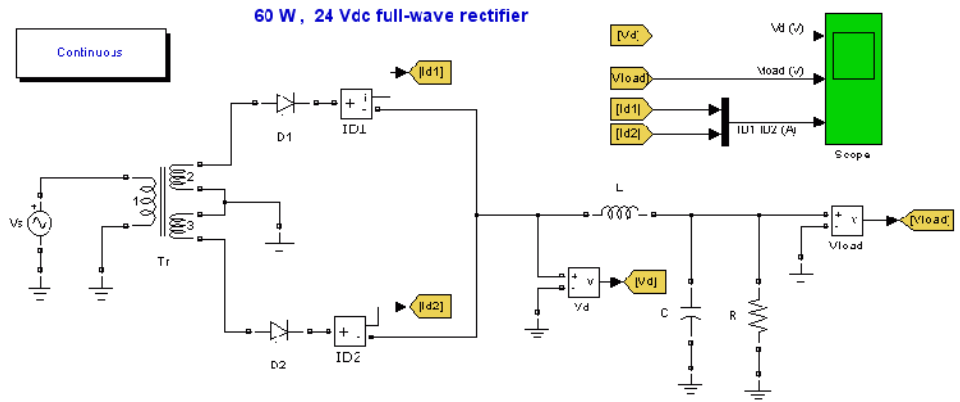 60 W, 24 Vdc full-wave rectifier
Continuous
[Id1]
i
+
-
ID1
D1
[Vd]
Vload]
[Id1]
[Id2]
Vd (V)
Vload (V)
ID1 ID2 (A)
Scope
Vs
+
1
2
3
Tr
L
+
-
v
Vload
[Vload]
+
-
v
Vd
[Vd]
C
R
[Id2]
+
-
ID2
D2